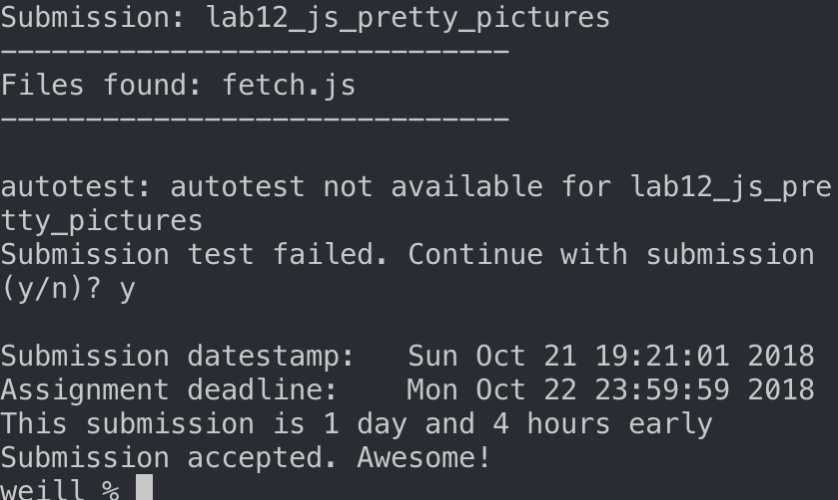 Submission: lab12_js_pretty_pictures
------------------------------
Files found: fetch.js
------------------------------
autotest: autotest not available for lab12_js_pre
tty_pictures
Submission test failed. Continue with submission
(y/n)? y
Submission datestamp:   Sun Oct 21 19:21:01 2018
Assignment deadline:    Mon Oct 22 23:59:59 2018
This submission is 1 day and 4 hours early
Submission accepted. Awesome!
weill %